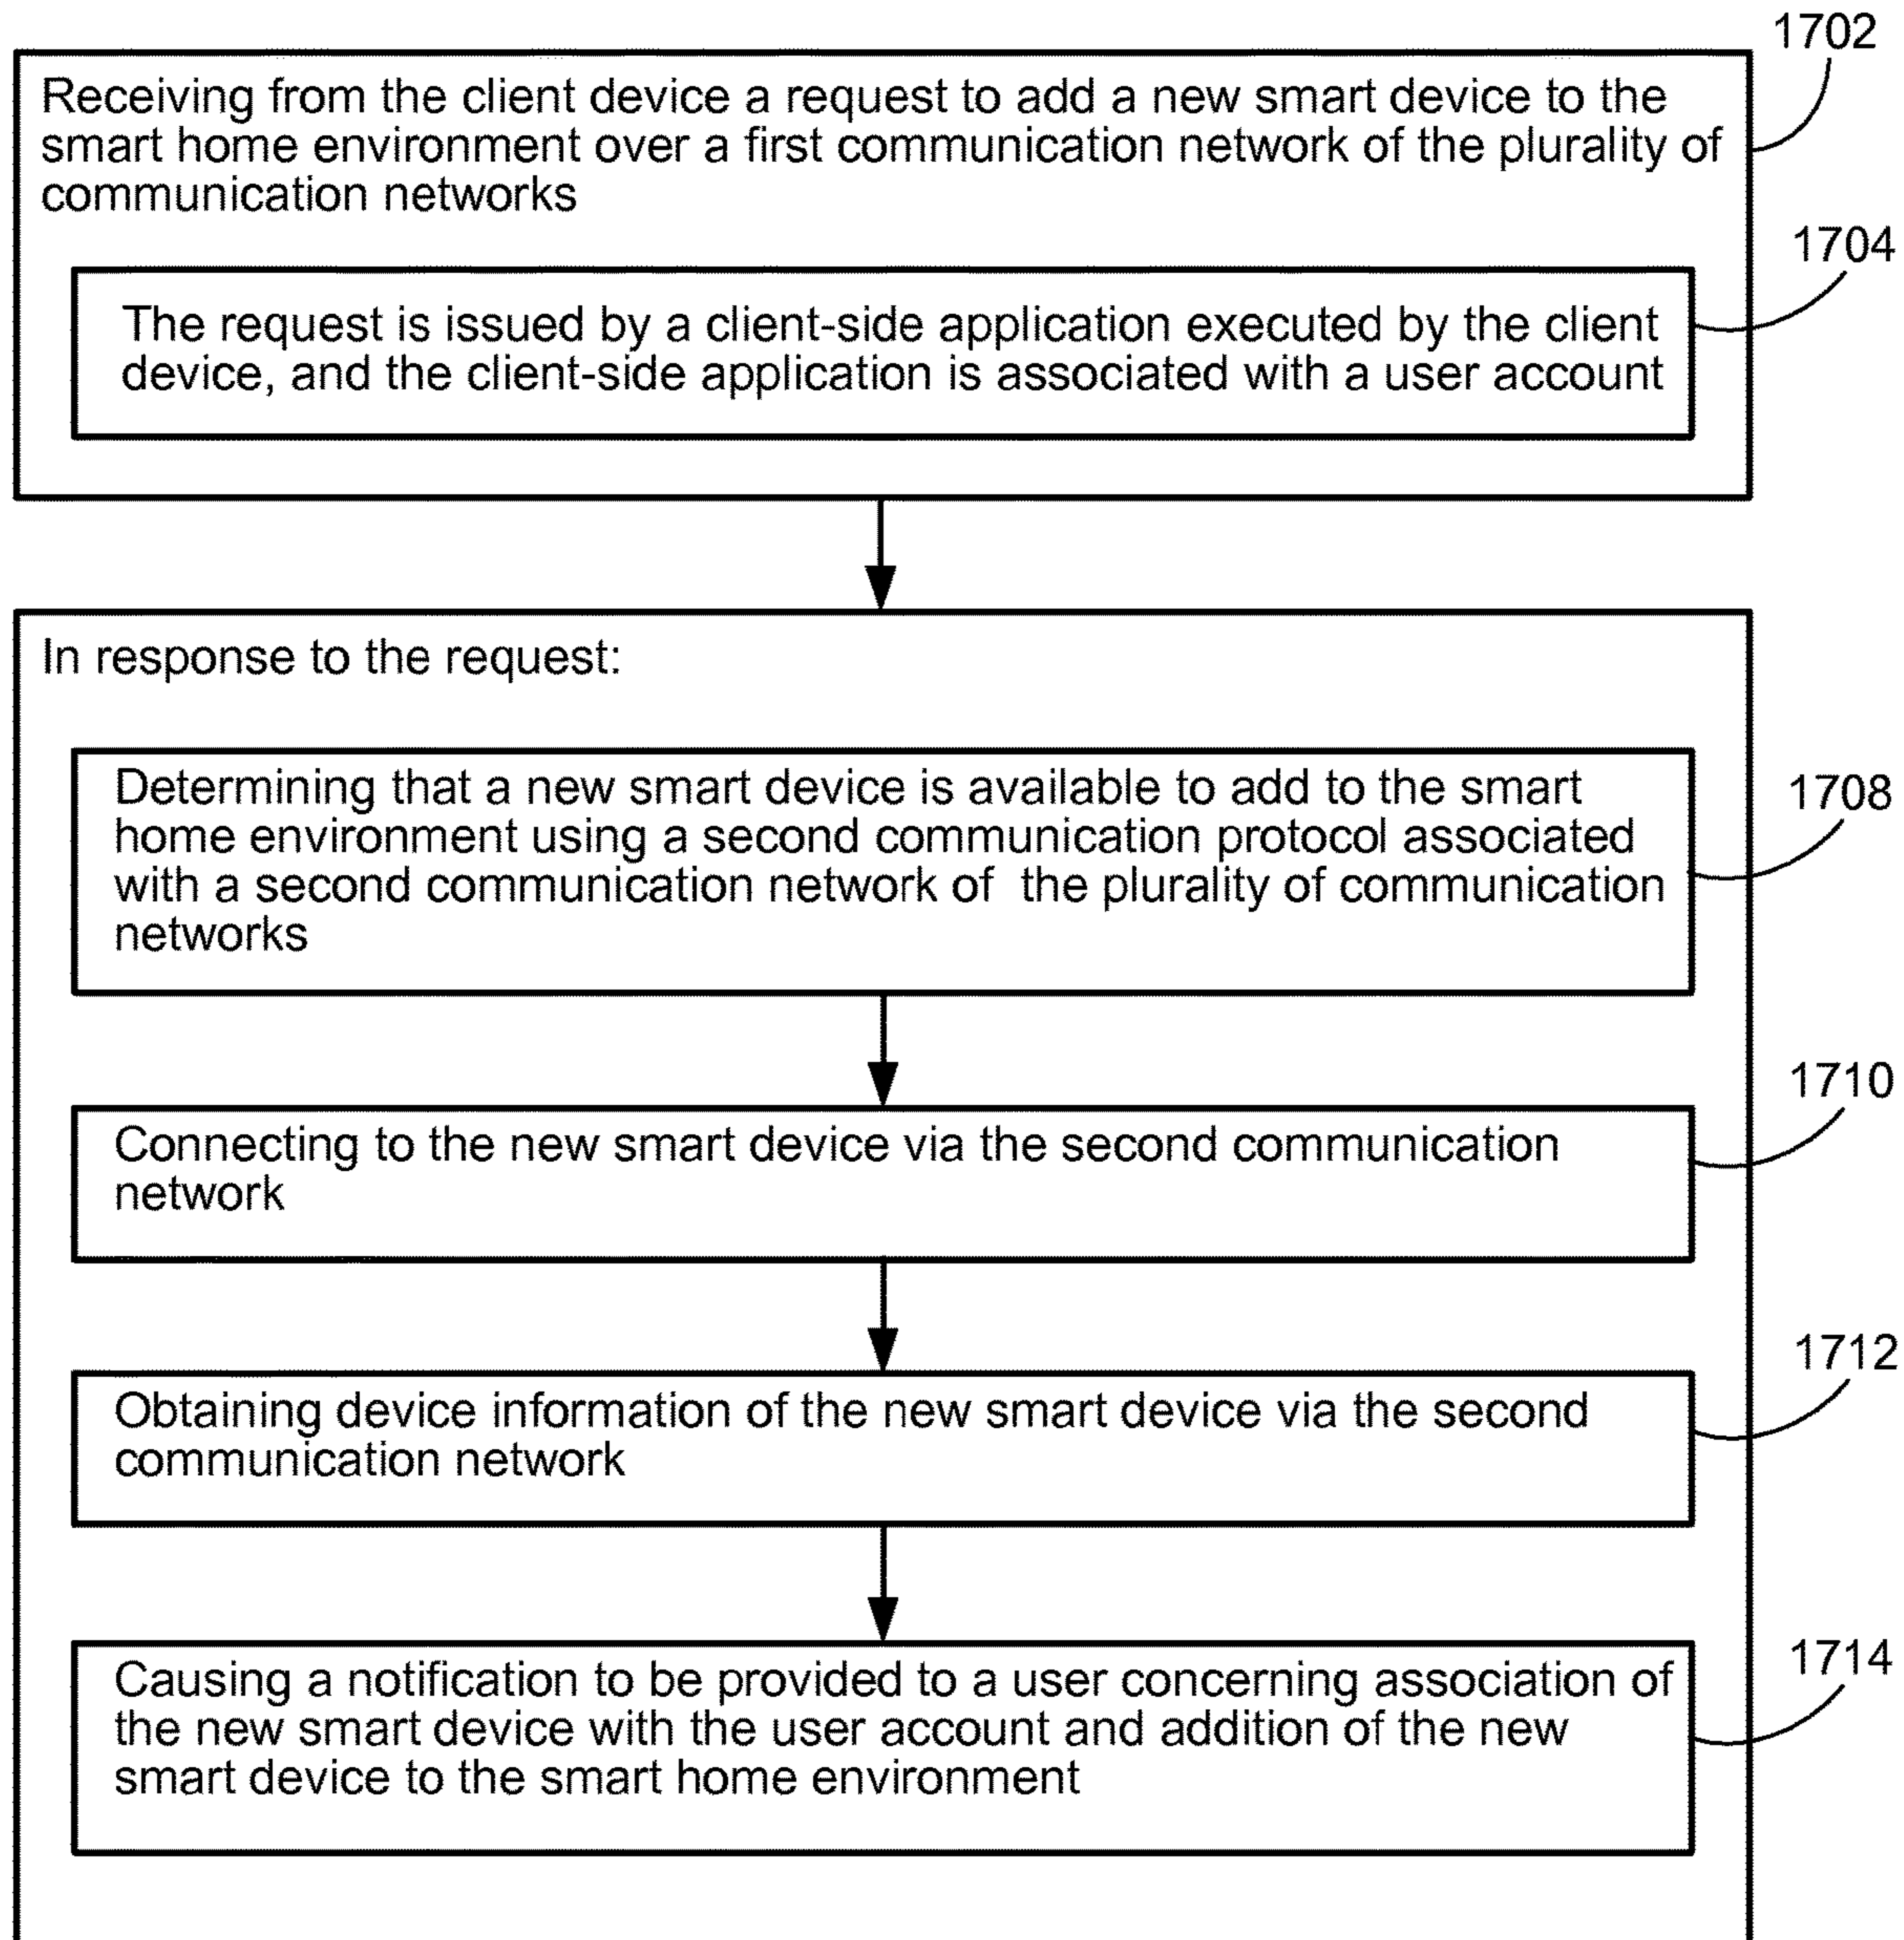 1702
Receiving from the client device a request to add a new smart device to the
smart home environment over a first communication network of the plurality of
communication networks
1704
The request is issued by a client-side application executed by the client
device, and the client-side application is associated with a user account
In response to the request:
Determining that a new smart device is available to add to the smart
home environment using a second communication protocol associated
with a second communication network of the plurality of communication
networks
1708
Connecting to the new smart device via the second communication
network
1710
Obtaining device information of the new smart device via the second
communication network
1712
Causing a notification to be provided to a user concerning association of
the new smart device with the user account and addition of the new
smart device to the smart home environment
1714